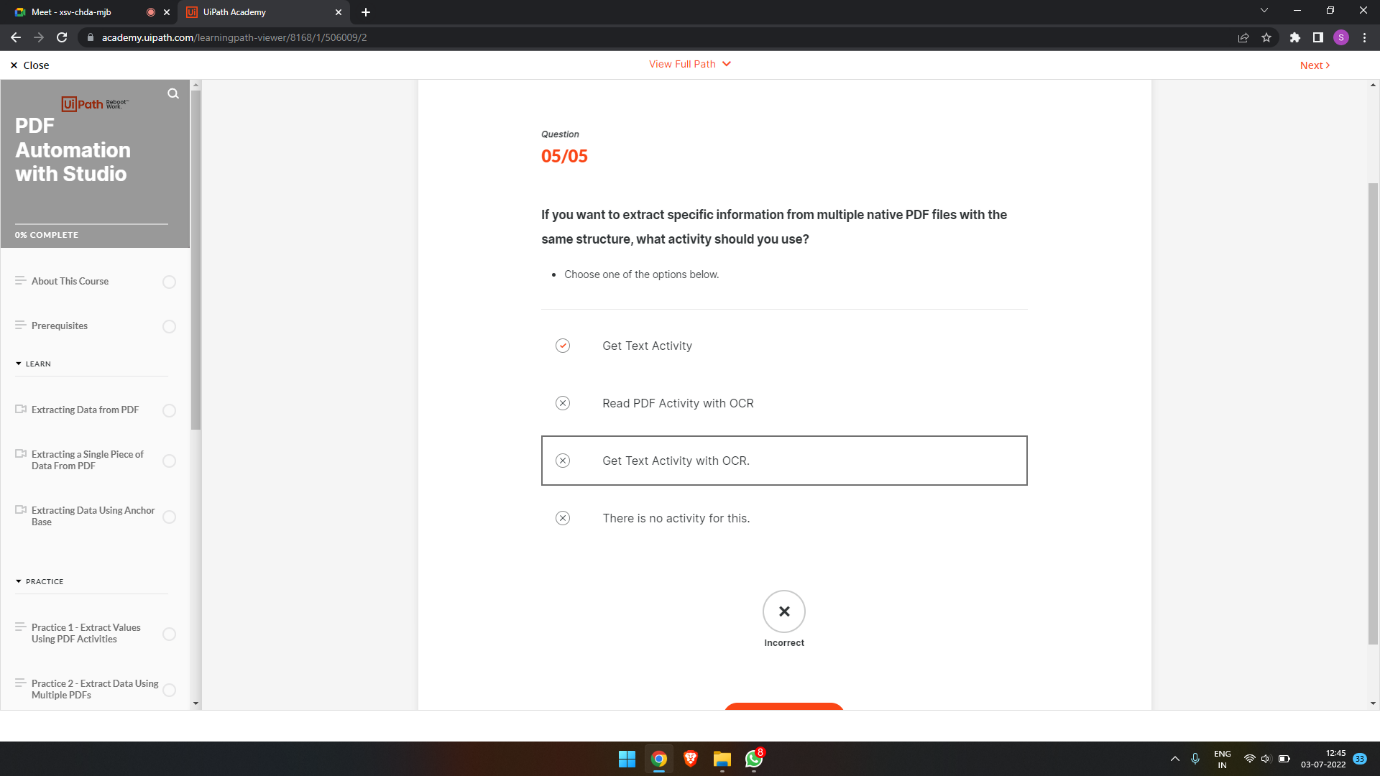 Meet - xsv-chda-mjb
UiPath Academy
academy.uipath.com/learningpath-viewer/8168/1/506009/2
S
Close
View Full Path
Next
UiPath Reboot Work.
PDF
Automation
with Studio
0% COMPLETE
About This Course
Prerequisites
LEARN
Extracting Data from PDF
Extracting a Single Piece of
Data From PDF
Extracting Data Using Anchor
Base
PRACTICE
Practice 1 - Extract Values
Using PDF Activities
Practice 2 - Extract Data Using
Multiple PDFs
Question
05/05
If you want to extract specific information from multiple native PDF files with the
same structure, what activity should you use?
Choose one of the options below.
Get Text Activity
Read PDF Activity with OCR
Get Text Activity with OCR.
There is no activity for this.
Incorrect
8
ENG
IN
12:45
03-07-2022
33